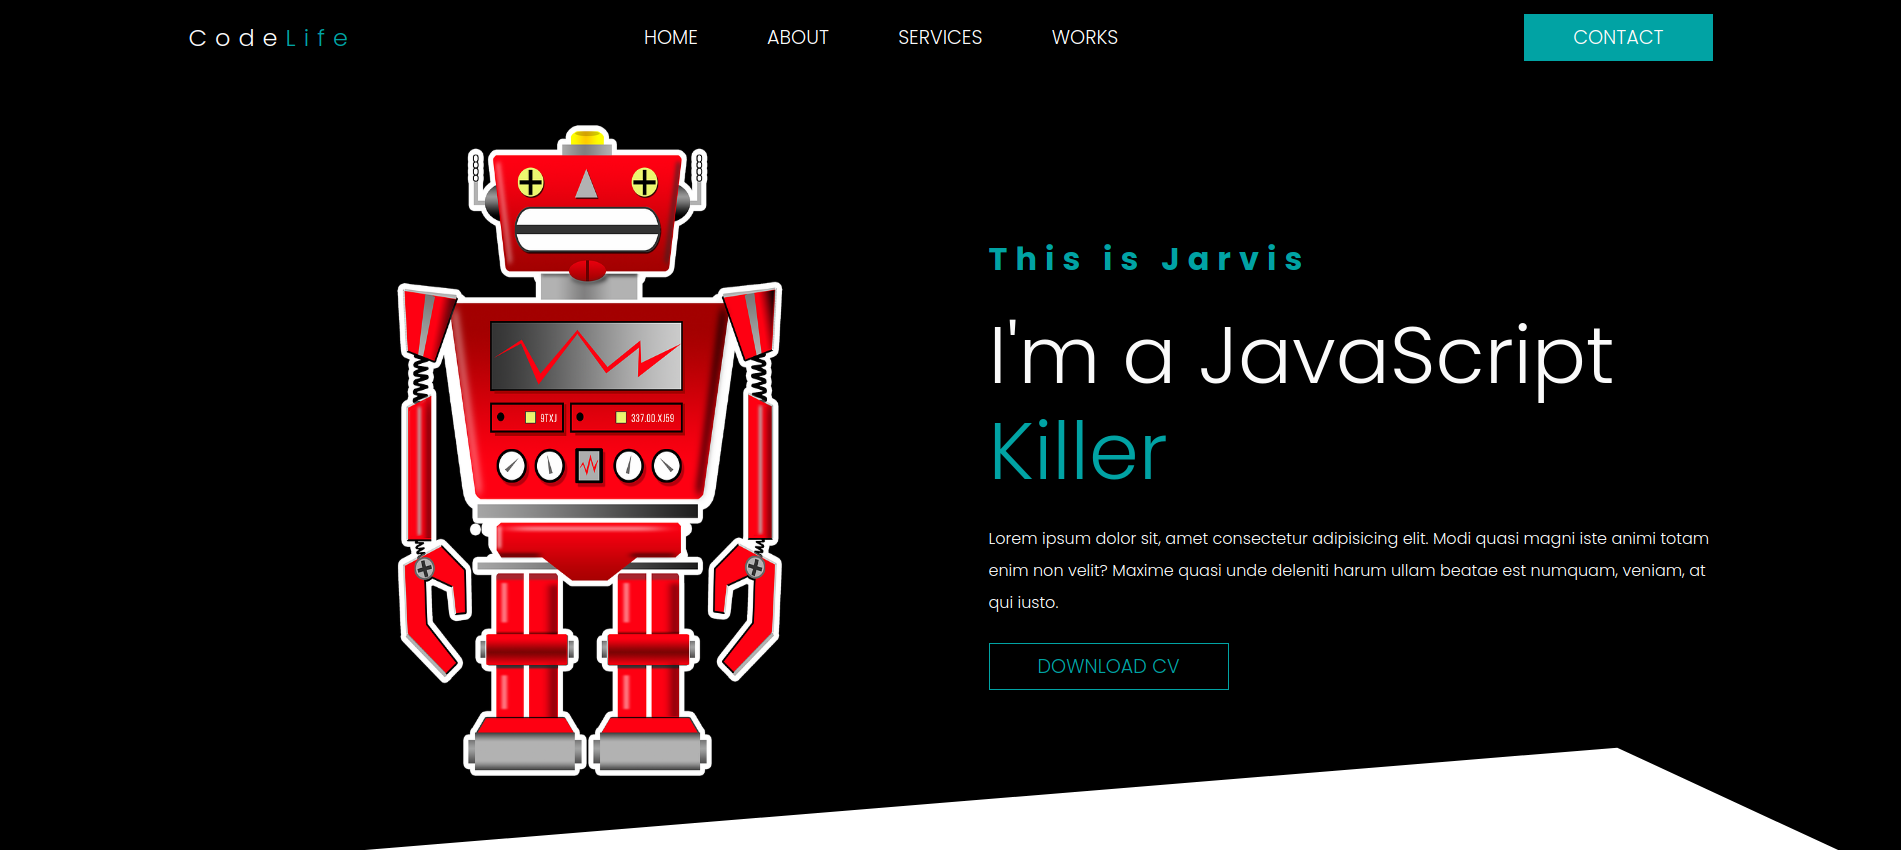 CodeLife
HOME
ABOUT
SERVICES
WORKS
CONTACT
9TXJ
337.00.XJ59
This is Jarvis
I'm a JavaScript
Killer
Lorem ipsum dolor sit, amet consectetur adipisicing elit. Modi quasi magni iste animi totam
enim non velit? Maxime quasi unde deleniti harum ullam beatae est numquam, veniam, at
qui iusto.
DOWNLOAD CV